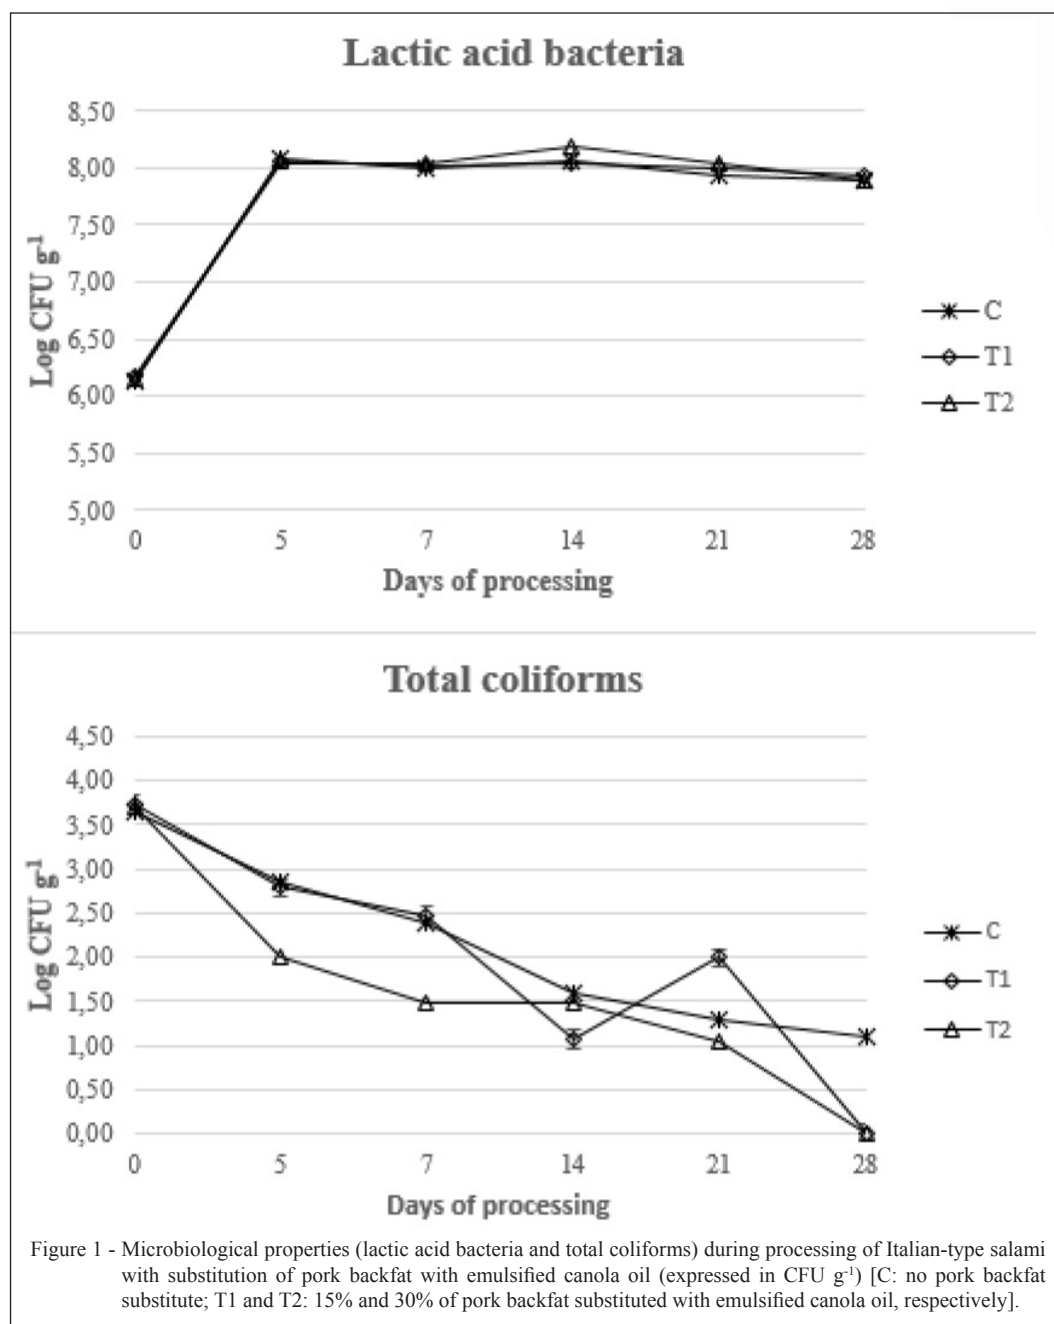 Lactic acid bacteria
8,50
8,00
7,50
7,00
6,50
6,00
5,50
5,00
Log CFU g-1
0 5 7 14 21 28
Days of processing
C
T1
T2
Total coliforms
4,50
4,00
3,50
3,00
2,50
2,00
1,50
1,00
0,50
0,00
Log CFU g-1
0 5 7 14 21 28
Days of processing
C
T1
T2
Figure 1 - Microbiological properties (lactic acid bacteria and total coliforms) during processing of Italian-type salami
with substitution of pork backfat with emulsified canola oil (expressed in CFU g-1) [C: no pork backfat
substitute; T1 and T2: 15% and 30% of pork backfat substituted with emulsified canola oil, respectively].